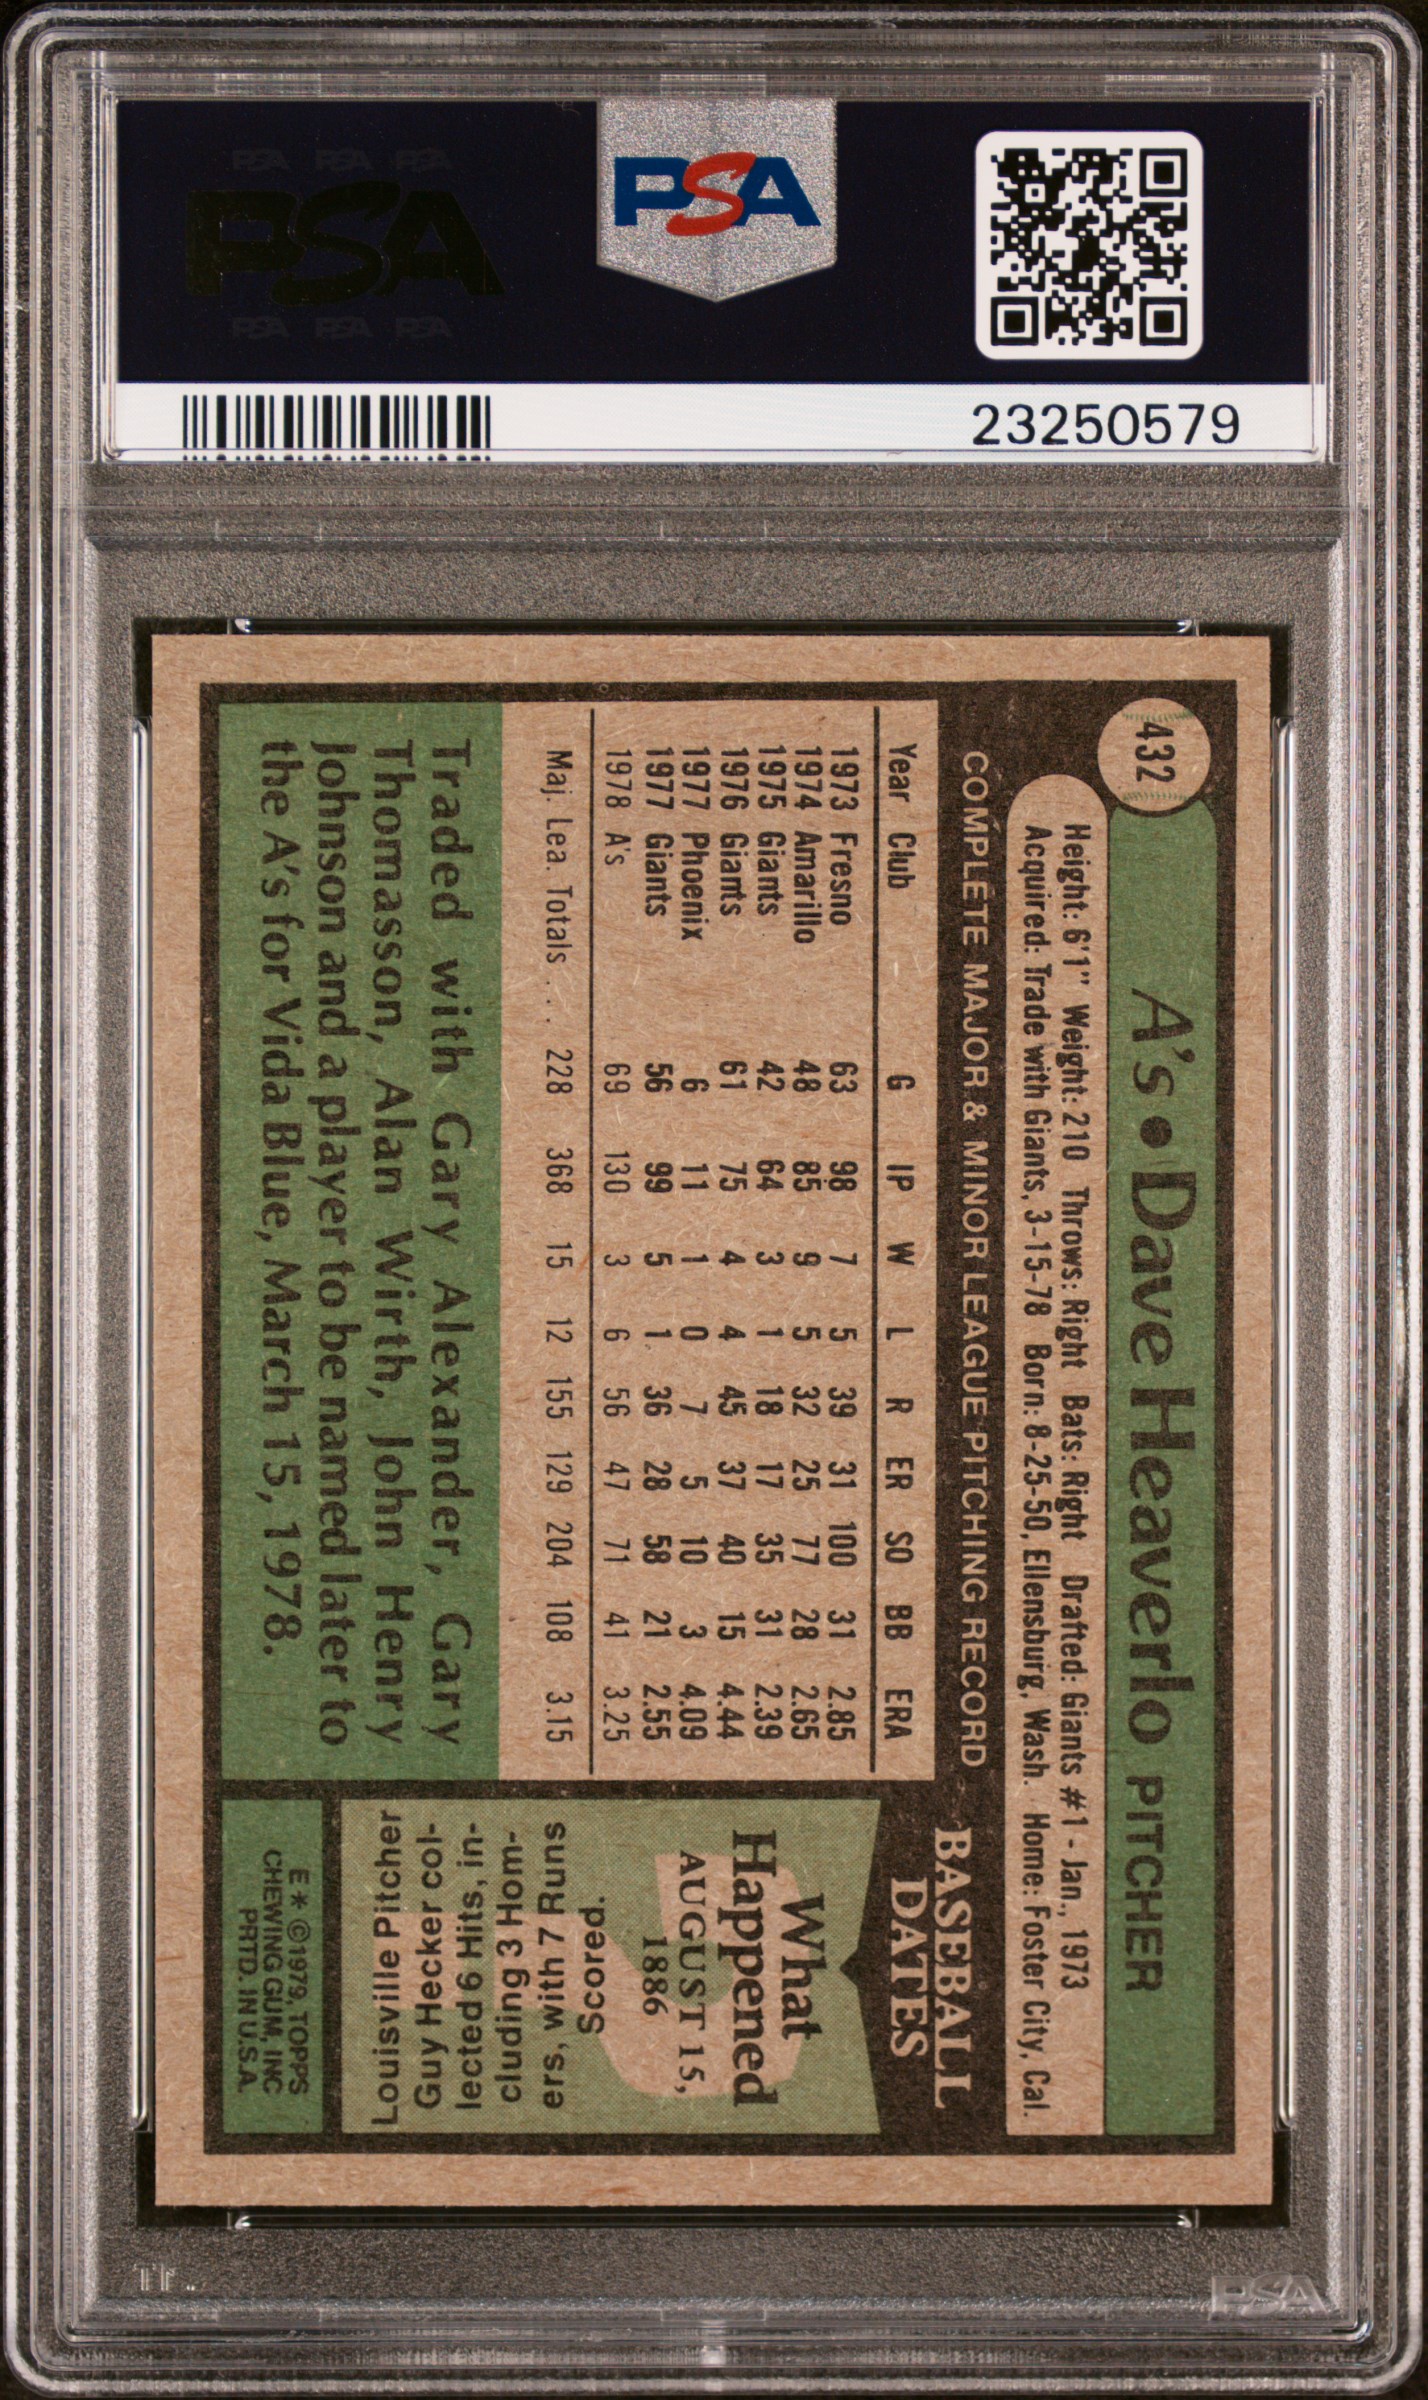 PSA PSA PSA
PSA
PSA PSA PSA
PSA
23250579
432
A's • Dave Heaverlo PITCHER
Height: 6'1" Weight: 210 Throws: Right Bats: Right Drafted: Giants #1 - Jan., 1973
Acquired: Trade with Giants, 3-15-78 Born: 8-25-50, Ellensburg, Wash. Home: Foster City, Cal.
COMPLETE MAJOR & MINOR LEAGUE PITCHING RECORD
Year Club G IP W L R ER SO BB ERA
1973 Fresno 63 98 7 5 39 31 100 31 2.85
1974 Amarillo 48 85 9 5 32 25 77 28 2.65
1975 Giants 42 64 3 1 18 17 35 31 2.39
1976 Giants 61 75 4 4 45 37 40 15 4.44
1977 Phoenix 6 11 1 0 7 5 10 3 4.09
1977 Giants 56 99 5 1 36 28 58 21 2.55
1978 A's 69 130 3 6 56 47 71 41 3.25
Maj. Lea. Totals . . . 228 368 15 12 155 129 204 108 3.15
Traded with Gary Alexander, Gary
Thomasson, Alan Wirth, John Henry
Johnson and a player to be named later to
the A's for Vida Blue, March 15, 1978.
BASEBALL
DATES
What
Happened
AUGUST 15,
1886
Louisville Pitcher
Guy Hecker col-
lected 6 Hits, in-
cluding 3 Hom-
ers, with 7 Runs
Scored.
E * ©1979, TOPPS
CHEWING GUM, INC
PRTD. IN U.S.A.
PSA